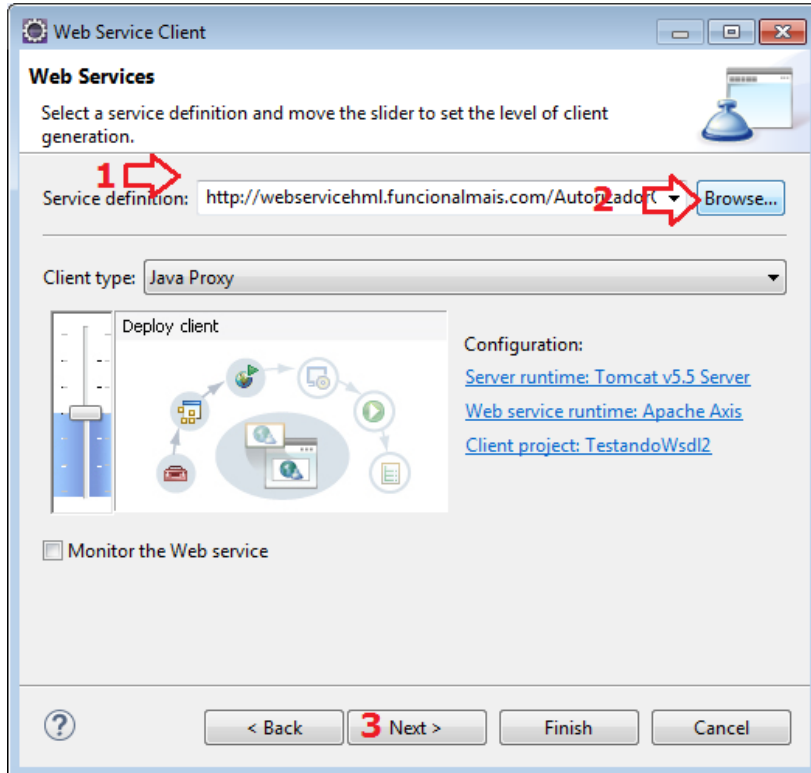 Web Service Client
Web Services
Select a service definition and move the slider to set the level of client
generation.
1
Service definition: http://webservicehml.funcionalmais.com/Autorizador 2 Browse...
Client type: Java Proxy
Deploy client
Configuration:
Server runtime: Tomcat v5.5 Server
Web service runtime: Apache Axis
Client project: TestandoWsdl2
Monitor the Web service
? < Back 3 Next > Finish Cancel